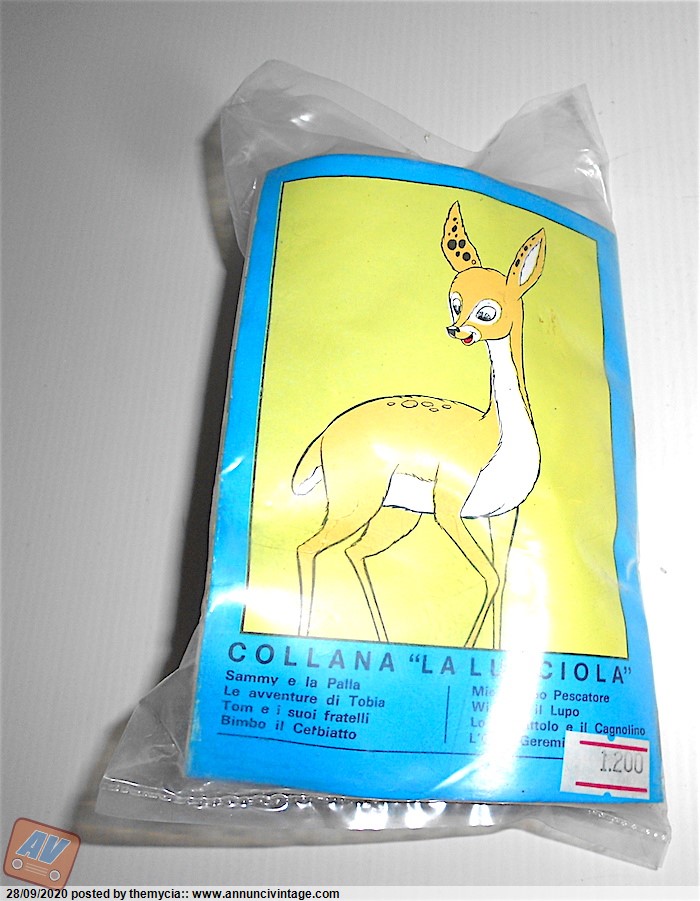 COLLANA "LA LUCCIOLA"
Sammy e la Palla
Le avventure di Tobia
Tom e i suoi fratelli
Bimbo il Cerbiatto
Pescatore
il Lupo
e il Cagnolino
1.200
AV
28/09/2020 posted by themycia:: www.annuncivintage.com